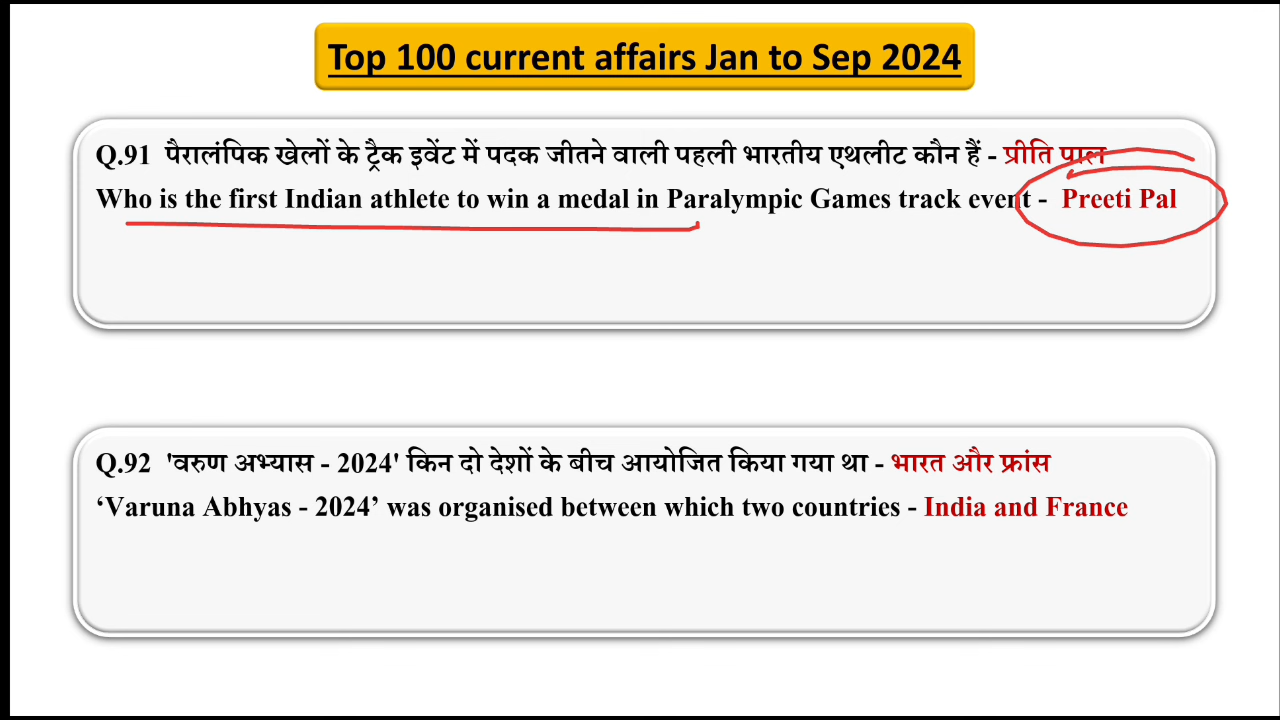 Top 100 current affairs Jan to Sep 2024
Q.91 पैरालंपिक खेलों के ट्रैक इवेंट में पदक जीतने वाली पहली भारतीय एथलीट कौन हैं - प्रीति पाल
Who is the first Indian athlete to win a medal in Paralympic Games track event - Preeti Pal
Q.92 'वरुण अभ्यास - 2024' किन दो देशों के बीच आयोजित किया गया था - भारत और फ्रांस
‘Varuna Abhyas - 2024’ was organised between which two countries - India and France